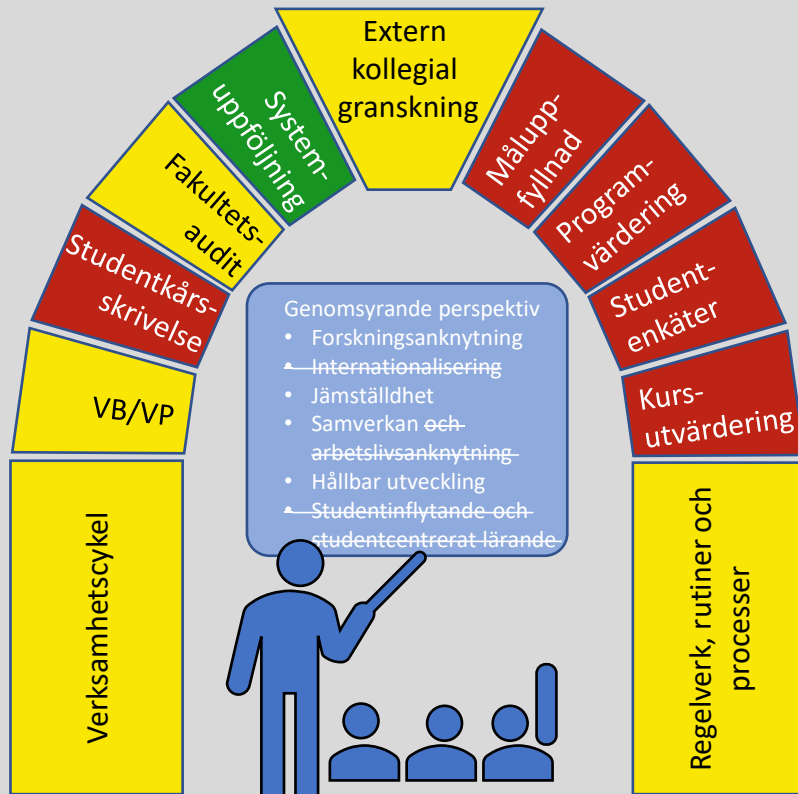 Extern
kollegial
granskning
System-
uppföljning
Fakultets-
audit
Studentkårs-
skrivelse
VB/VP
Verksamhetscykel
Målupp-
fyllnad
Program-
värdering
Student-
enkäter
Kurs-
utvärdering
Regelverk, rutiner och
processer
Genomsyrande perspektiv
• Forskningsanknytning
• Internationalisering
• Jämställdhet
• Samverkan och
arbetslivsanknytning
• Hållbar utveckling
• Studentinflytande och
studentcentrerat lärande